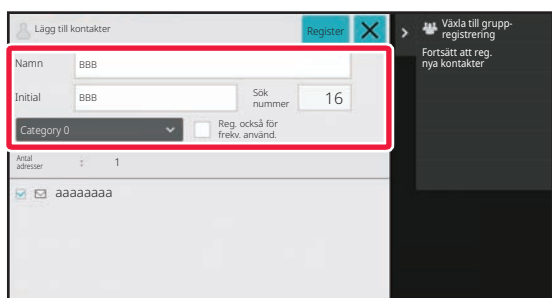 Lägg till kontakter
Register
Namn
BBB
Initial
BBB
Sök
nummer
16
Category 0
Reg. också för
frekv. använd.
Antal
adresser
:
1
aaaaaaaa
Växla till grupp-
registrering
Fortsätt att reg.
nya kontakter